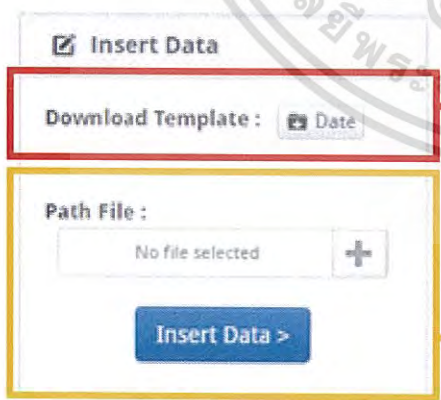 Insert Data
Download Template : Date
Path File :
No file selected
Insert Data >